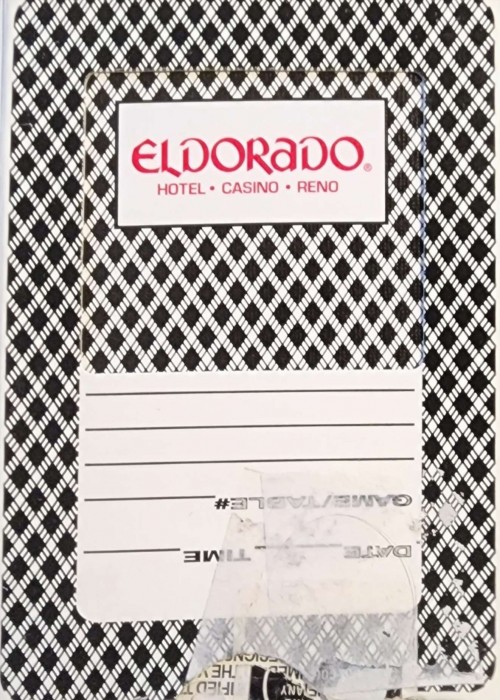 ELDORADO®
HOTEL • CASINO • RENO
GAME/TABLE#
DATE TIME